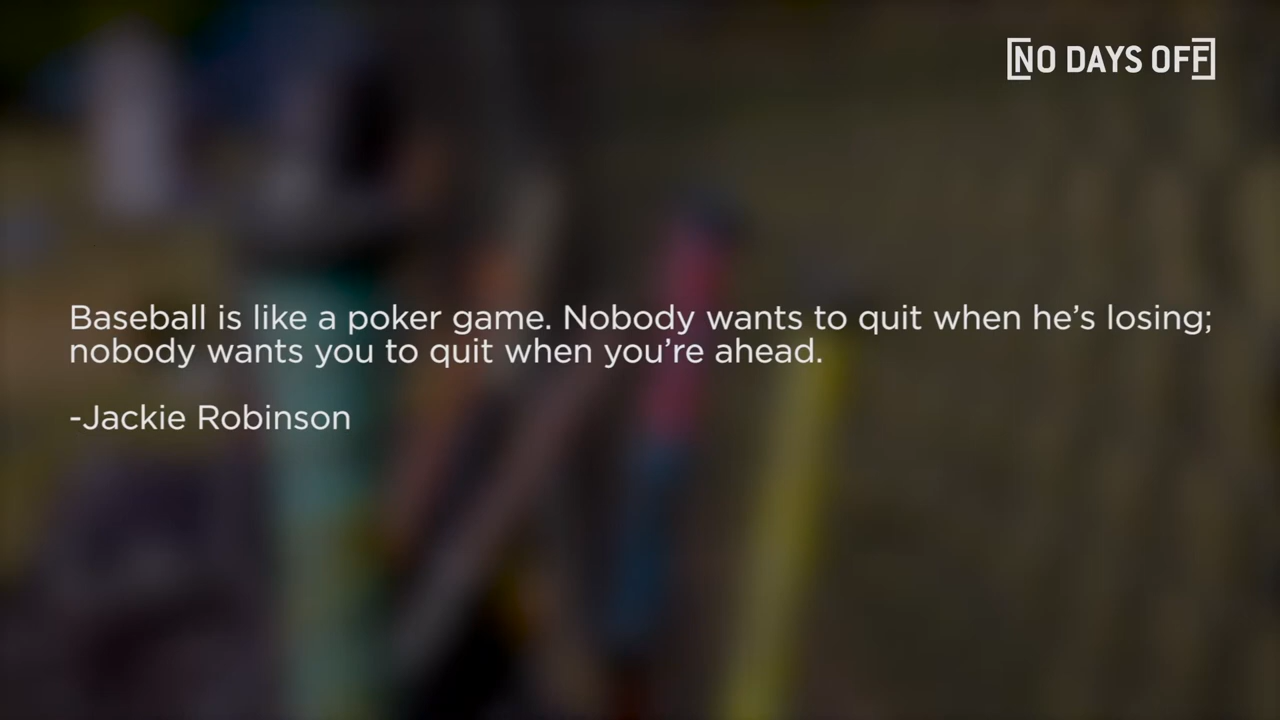 [NO DAYS OFF]
Baseball is like a poker game. Nobody wants to quit when he’s losing;
nobody wants you to quit when you’re ahead.
-Jackie Robinson